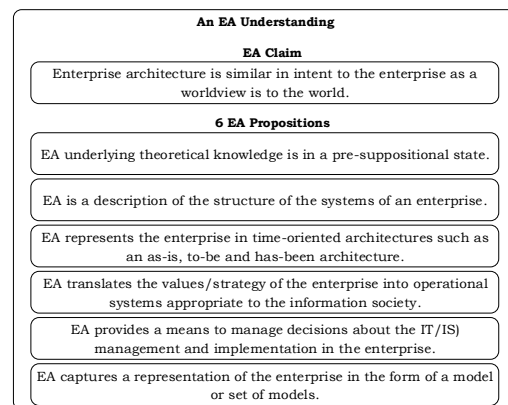 An EA Understanding
EA Claim
Enterprise architecture is similar in intent to the enterprise as a
worldview is to the world.
6 EA Propositions
EA underlying theoretical knowledge is in a pre-suppositional state.
EA is a description of the structure of the systems of an enterprise.
EA represents the enterprise in time-oriented architectures such as
an as-is, to-be and has-been architecture.
EA translates the values/strategy of the enterprise into operational
systems appropriate to the information society.
EA provides a means to manage decisions about the IT/IS)
management and implementation in the enterprise.
EA captures a representation of the enterprise in the form of a model
or set of models.